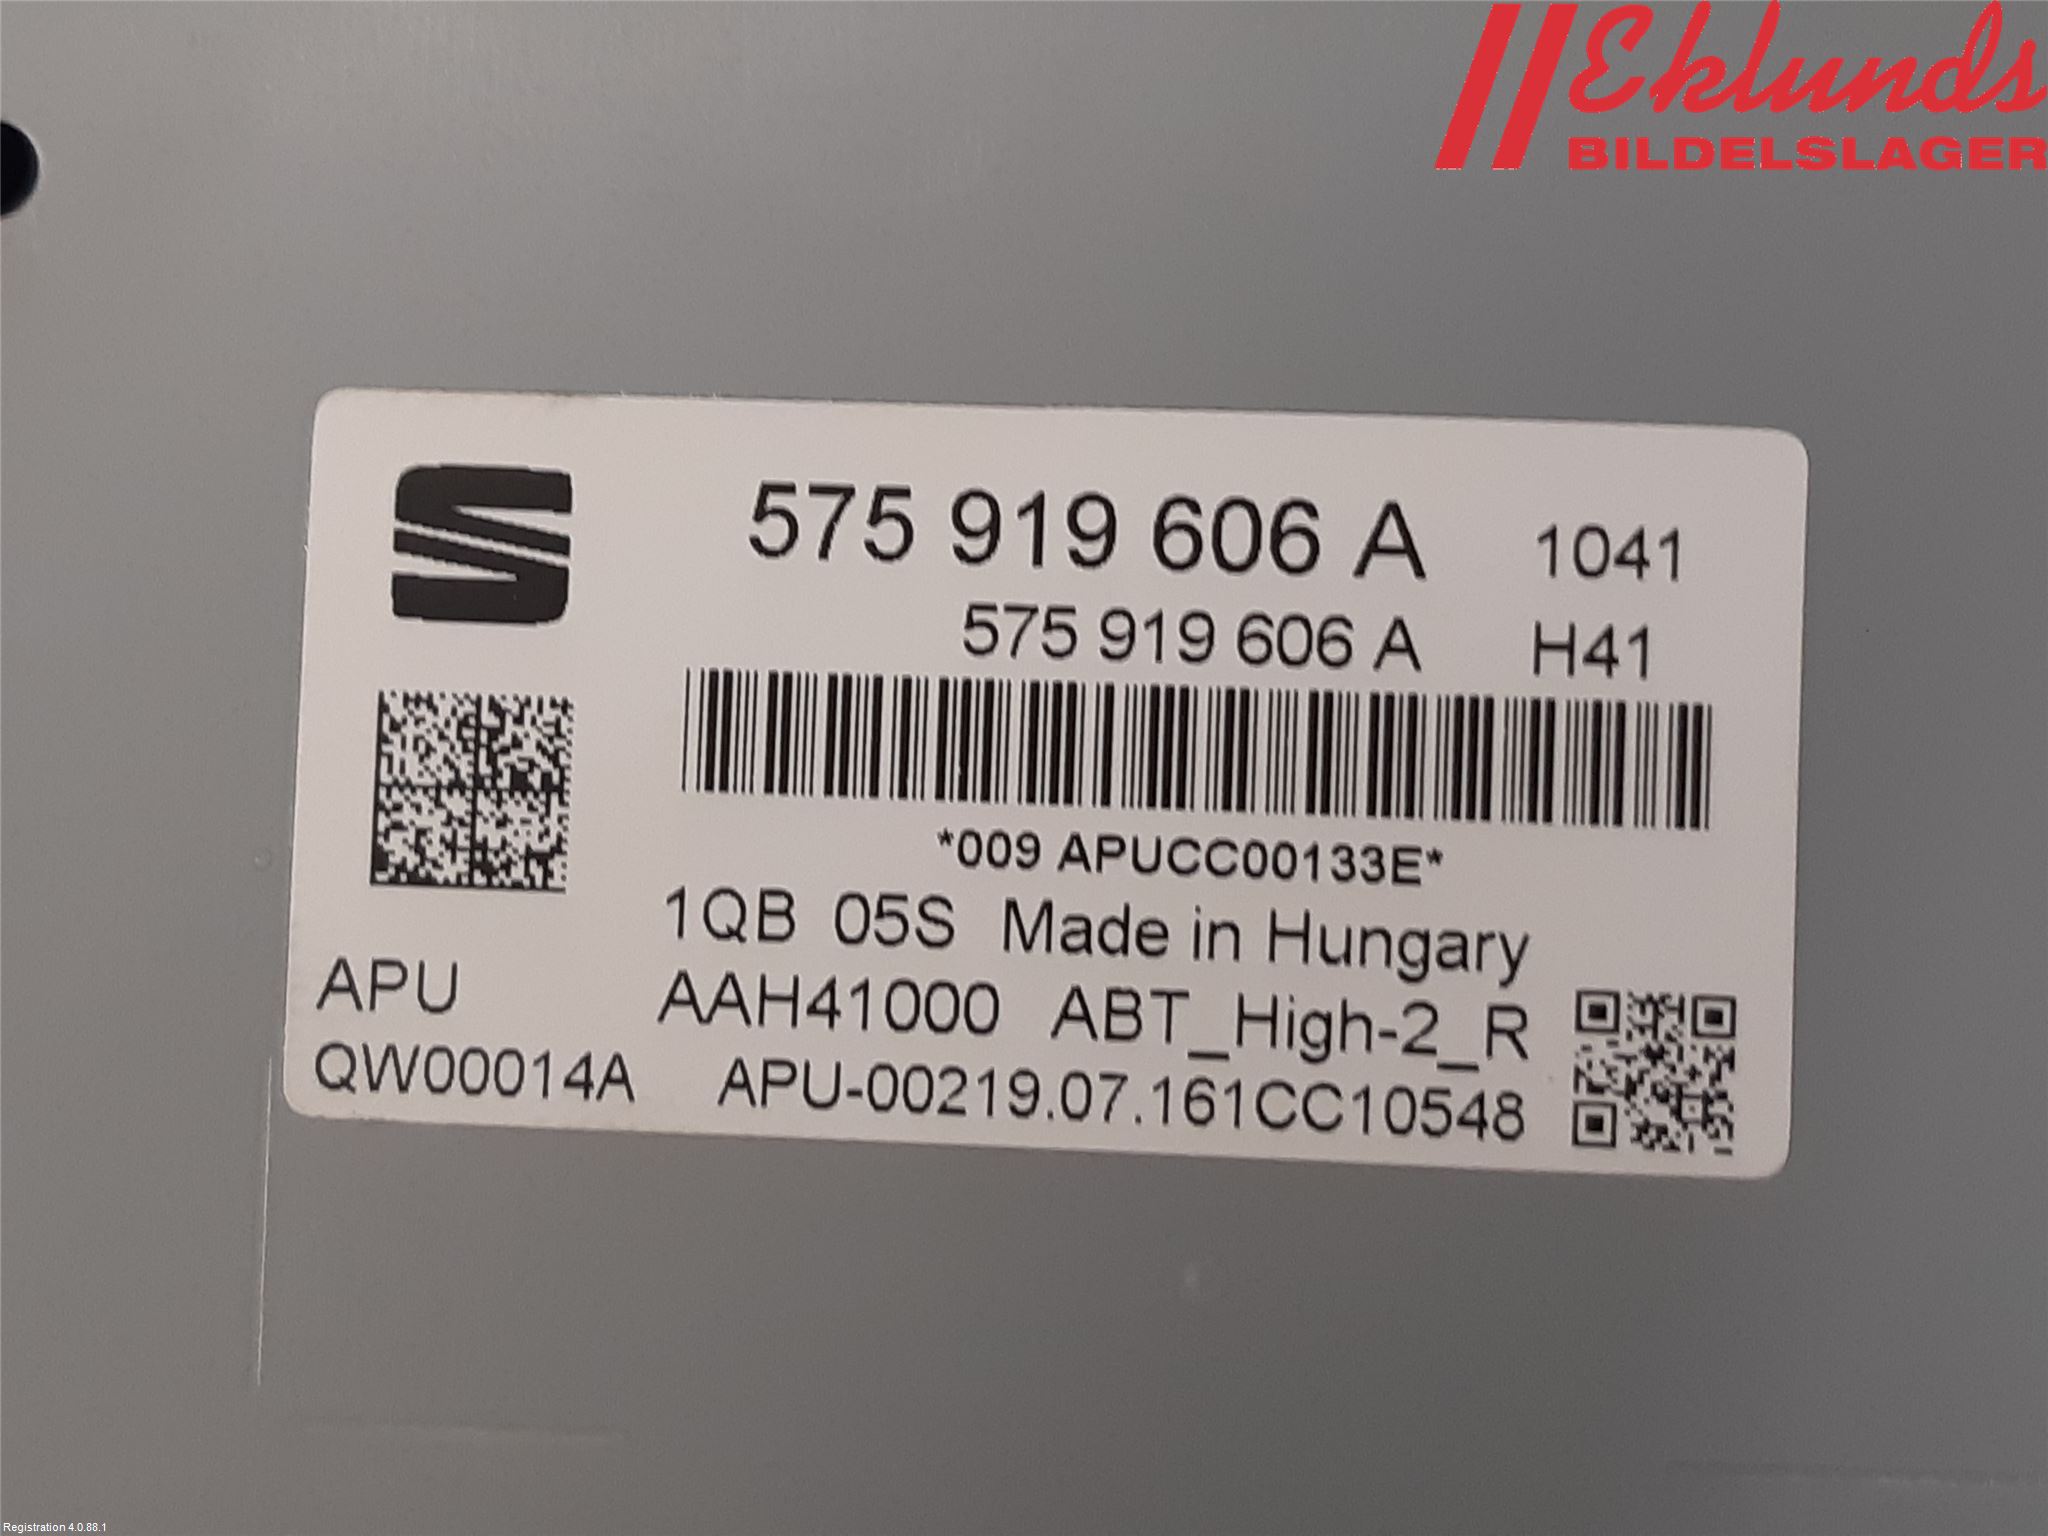 Eklunds
BILDELSLAGER
575 919 606 A 1041
575 919 606 A H41
*009 APUCC00133E*
1QB 05S Made in Hungary
APU AAH41000 ABT_High-2_R
QW00014A APU-00219.07.161CC10548
Registration 4.0.88.1